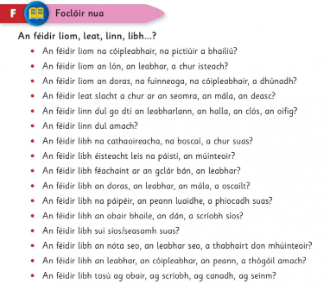 F Foclóir nua
An féidir liom, leat, linn, libh...?
• An féidir liom na cóipleabhair, na pictiúir a bhailiú?
• An féidir liom an lón, an leabhar, a chur isteach?
• An féidir liom an doras, na fuinneoga, na cóipleabhair, a dhúnadh?
• An féidir leat slacht a chur ar an seomra, an mála, an deasc?
• An féidir linn dul go dtí an leabharlann, an halla, an clós, an oifig?
• An féidir linn dul amach?
• An féidir libh na cathaoireacha, na boscaí, a chur suas?
• An féidir libh éisteacht leis na páistí, an múinteoir?
• An féidir libh féachaint ar an gclár bán, an leabhar?
• An féidir libh an doras, an leabhar, an mála, a oscailt?
• An féidir libh na páipéir, an peann luaidhe, a phiocadh suas?
• An féidir libh an obair bhaile, an dán, a scríobh síos?
• An féidir libh suí síos/seasamh suas?
• An féidir libh an nóta seo, an leabhar seo, a thabhairt don mhúinteoir?
• An féidir libh an leabhar, an cóipleabhar, an peann, a thógáil amach?
• An féidir libh tosú ag obair, ag scríobh, ag canadh, ag seinm?